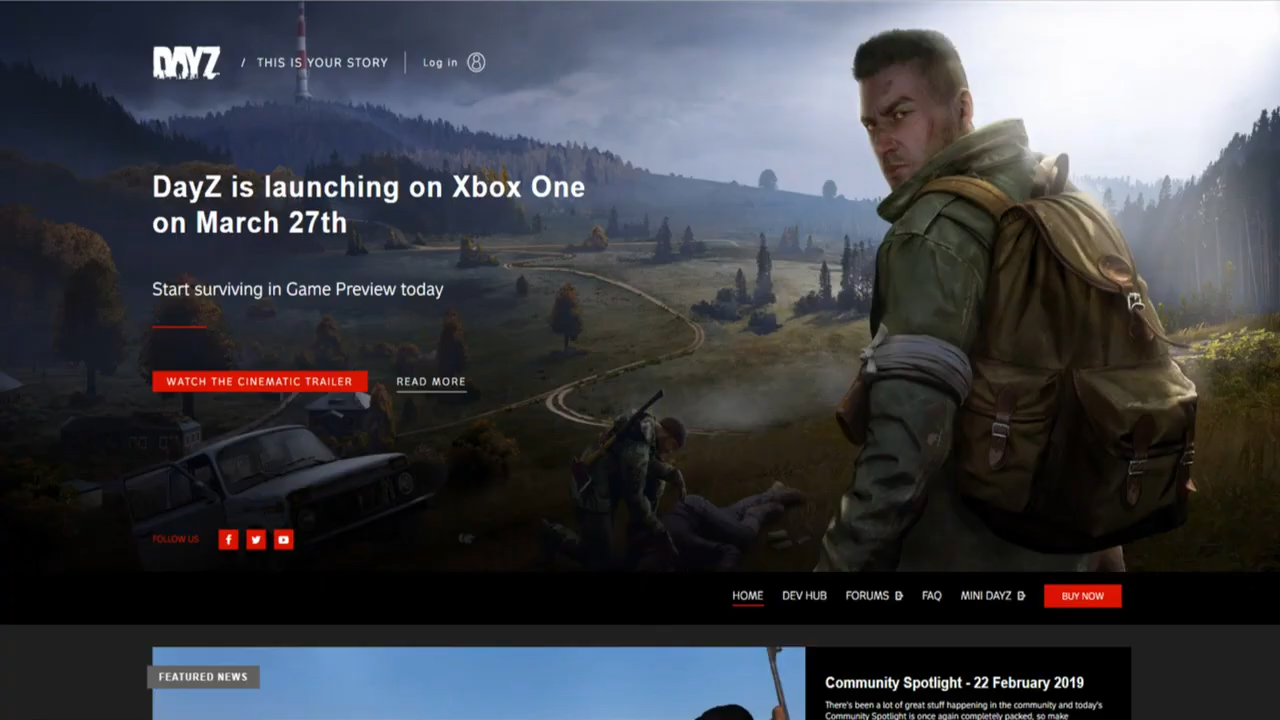 DAYZ / THIS IS YOUR STORY Log in
DayZ is launching on Xbox One
on March 27th
Start surviving in Game Preview today
WATCH THE CINEMATIC TRAILER READ MORE
FOLLOW US
HOME DEV HUB FORUMS FAQ MINI DAYZ BUY NOW
FEATURED NEWS
Community Spotlight - 22 February 2019
There's been a lot of great stuff happening in the community and today's
Community Spotlight is once again completely packed, so make